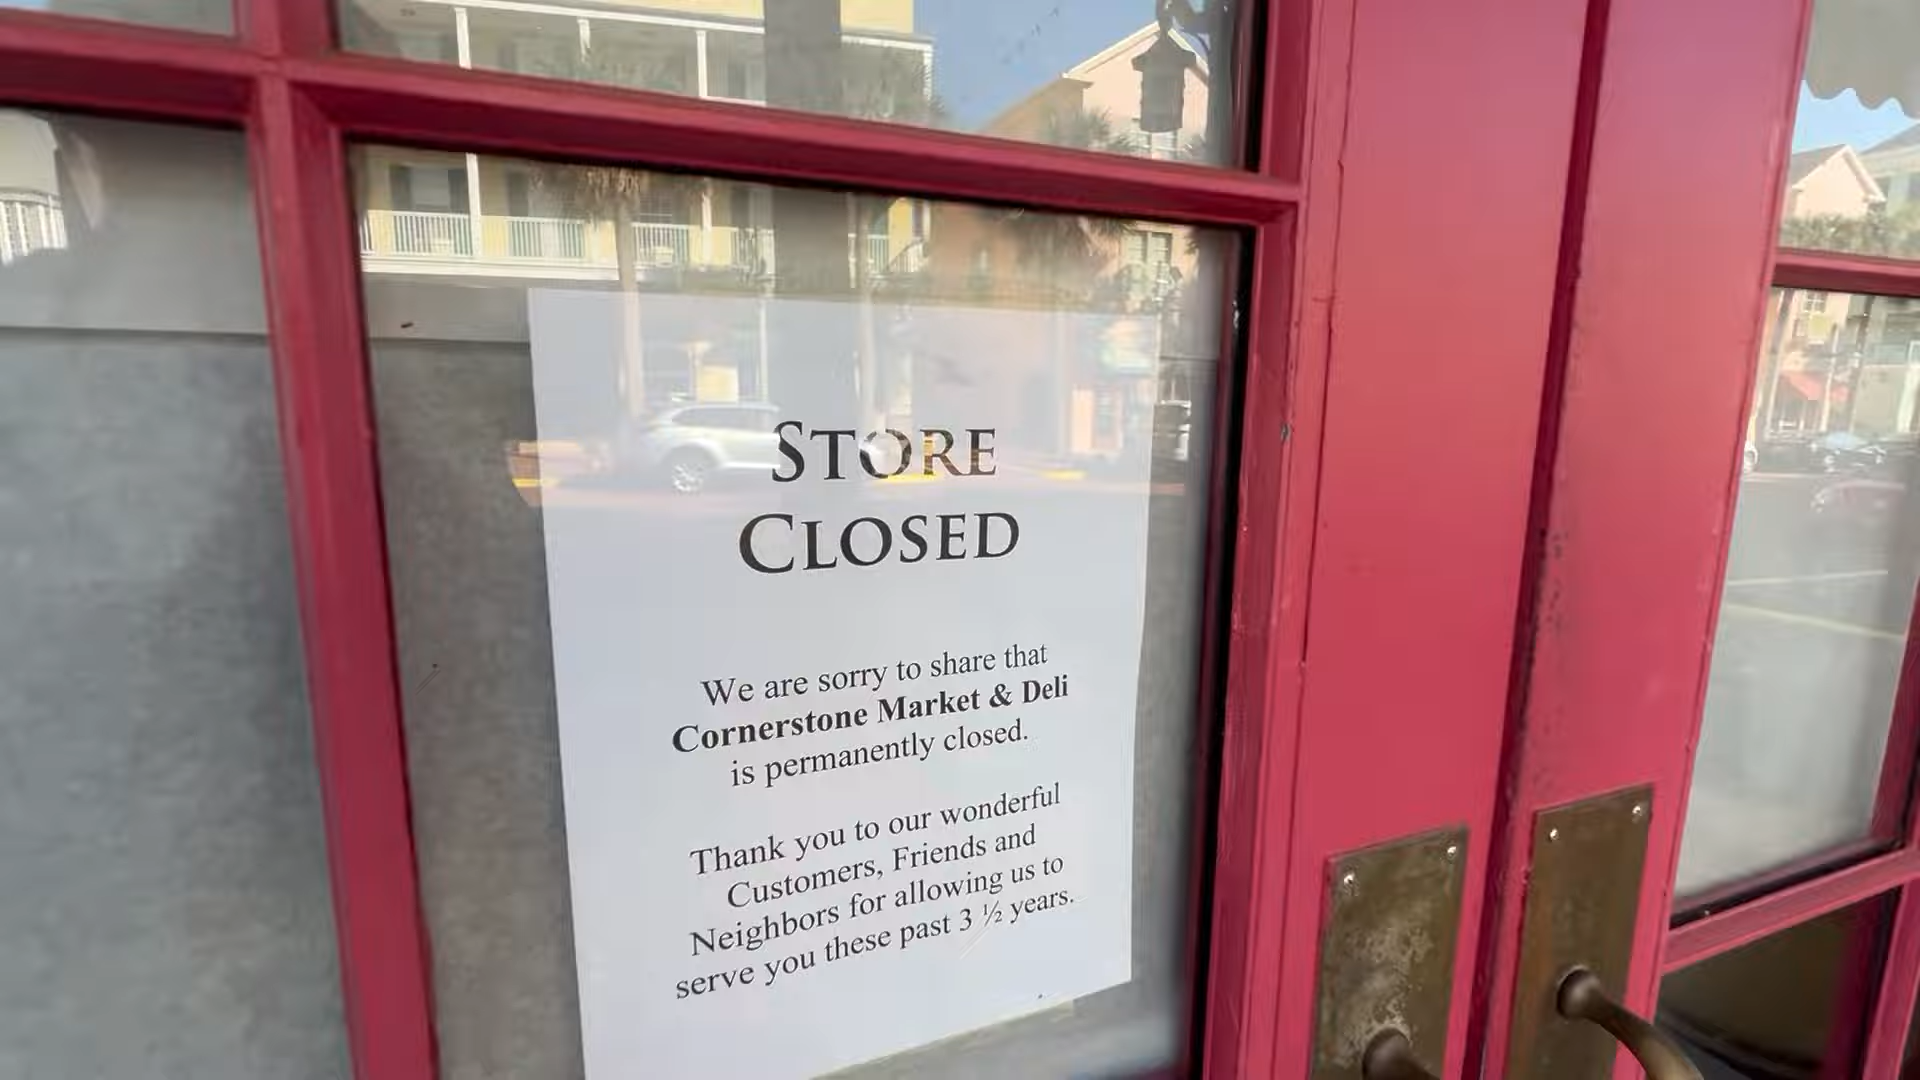 STORE
CLOSED
We are sorry to share that
Cornerstone Market & Deli
is permanently closed.
Thank you to our wonderful
Customers, Friends and
Neighbors for allowing us to
serve you these past 3 ½ years.